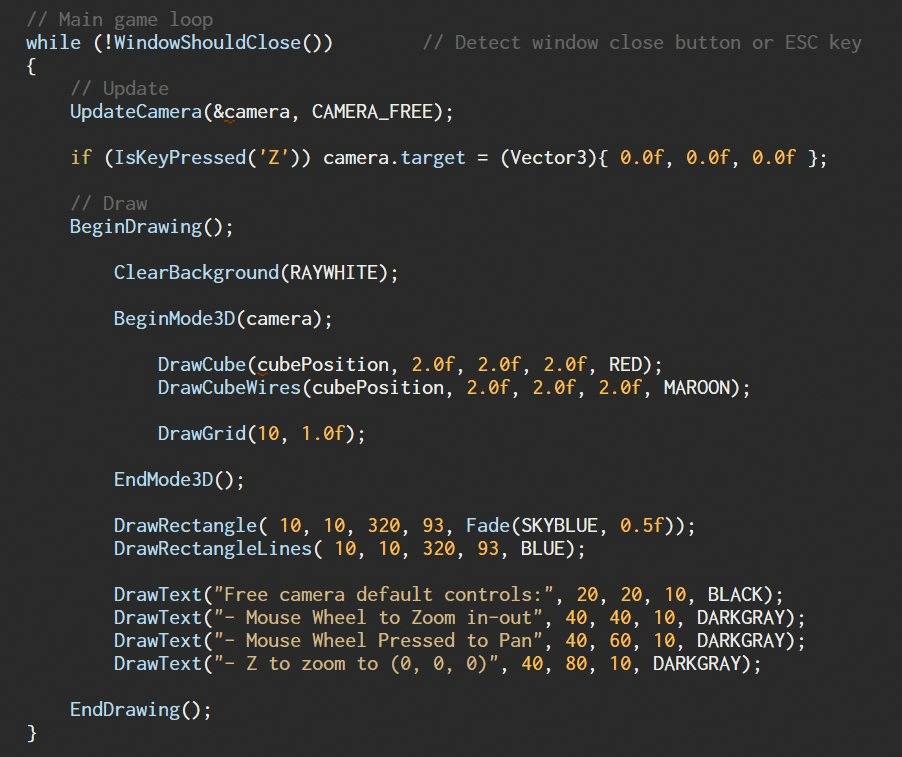 // Main game loop
while (!WindowShouldClose())        // Detect window close button or ESC key
{
    // Update
    UpdateCamera(&camera, CAMERA_FREE);

    if (IsKeyPressed('Z')) camera.target = (Vector3){ 0.0f, 0.0f, 0.0f };

    // Draw
    BeginDrawing();

        ClearBackground(RAYWHITE);

        BeginMode3D(camera);

            DrawCube(cubePosition, 2.0f, 2.0f, 2.0f, RED);
            DrawCubeWires(cubePosition, 2.0f, 2.0f, 2.0f, MAROON);

            DrawGrid(10, 1.0f);

        EndMode3D();

        DrawRectangle( 10, 10, 320, 93, Fade(SKYBLUE, 0.5f));
        DrawRectangleLines( 10, 10, 320, 93, BLUE);

        DrawText("Free camera default controls:", 20, 20, 10, BLACK);
        DrawText("- Mouse Wheel to Zoom in-out", 40, 40, 10, DARKGRAY);
        DrawText("- Mouse Wheel Pressed to Pan", 40, 60, 10, DARKGRAY);
        DrawText("- Z to zoom to (0, 0, 0)", 40, 80, 10, DARKGRAY);

    EndDrawing();
}